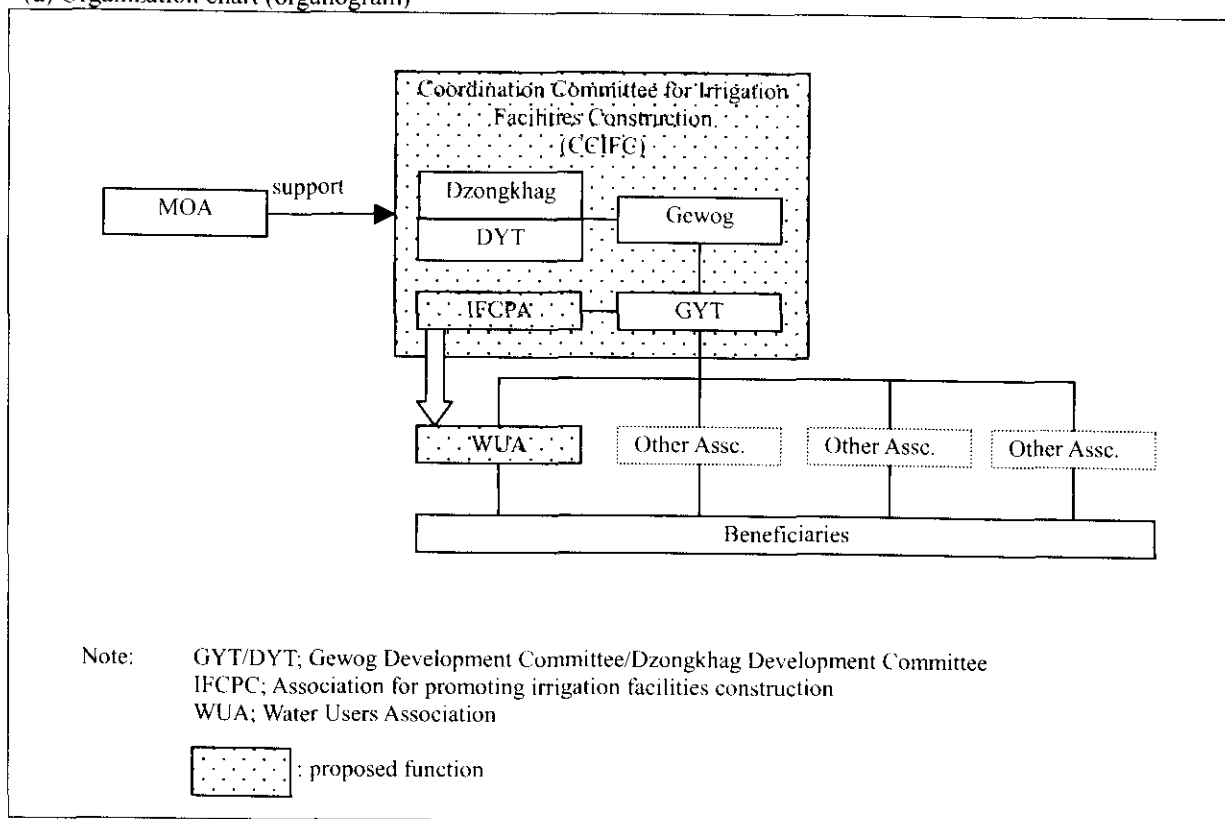 (a) Organisation chart (organogram)
Coordination Committee for Irrigation
Facilities Construction
(CCIFC)
support
MOA
Dzongkhag
DYT
Gewog
IFCPA
GYT
WUA
Other Assc.
Other Assc.
Other Assc.
Beneficiaries
Note:
GYT/DYT; Gewog Development Committee/Dzongkhag Development Committee
IFCPC; Association for promoting irrigation facilities construction
WUA; Water Users Association
: proposed function